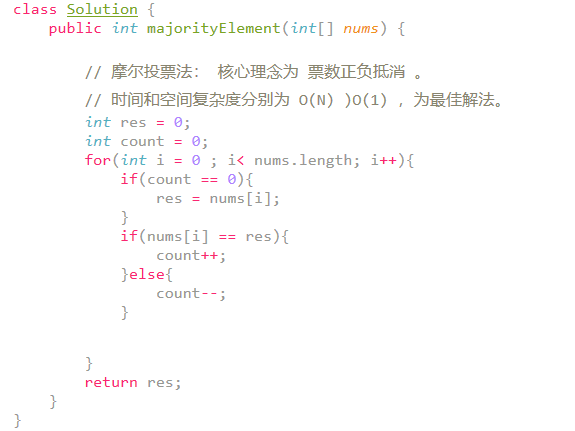 class Solution {
    public int majorityElement(int[] nums) {
        // 摩尔投票法： 核心理念为 票数正负抵消 。
        // 时间和空间复杂度分别为 O(N) )O(1) ，为最佳解法。
        int res = 0;
        int count = 0;
        for(int i = 0 ; i< nums.length; i++){
            if(count == 0){
                res = nums[i];
            }
            if(nums[i] == res){
                count++;
            }else{
                count--;
            }
        }
        return res;
    }
}